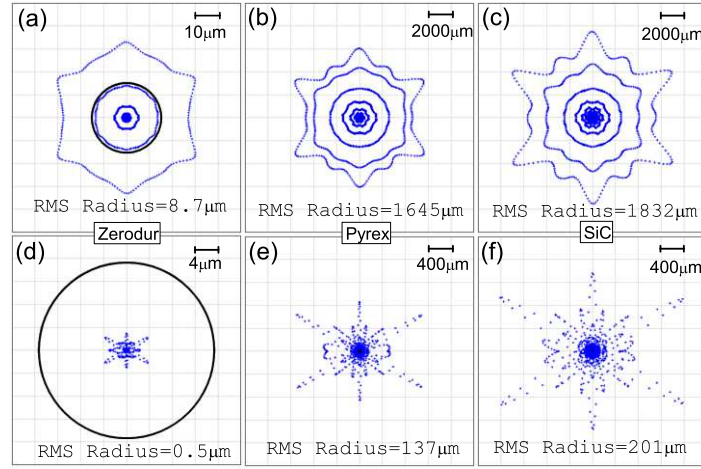 (a)
10μm
RMS Radius=8.7μm
(b)
2000μm
RMS Radius=1645μm
(c)
2000μm
RMS Radius=1832μm
Zerodur
Pyrex
SiC
(d)
4μm
RMS Radius=0.5μm
(e)
400μm
RMS Radius=137μm
(f)
400μm
RMS Radius=201μm